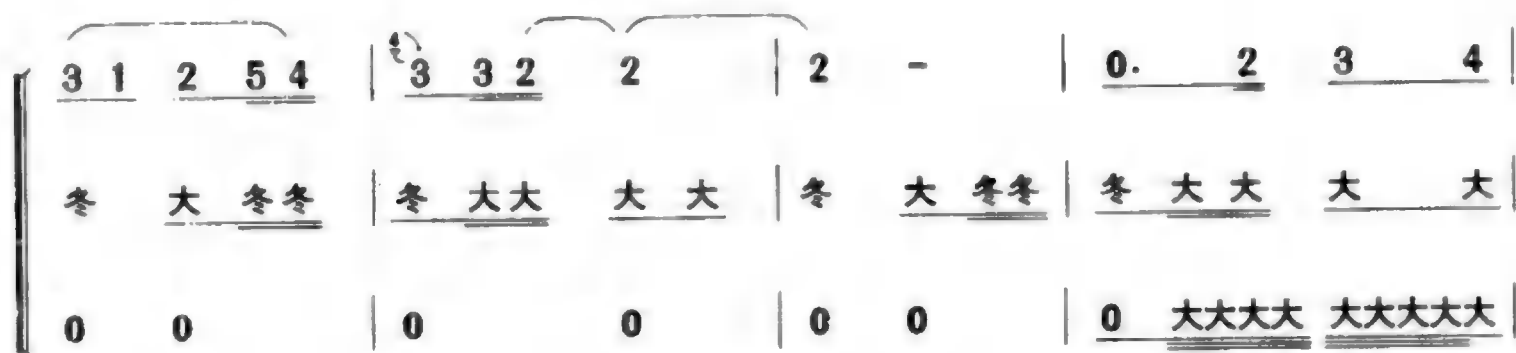 3 1 2 5 4 | 4 3 3 2 2 | 2 - | 0. 2 3 4 |
冬 大 冬冬 | 冬 大大 大 大 | 冬 大 冬冬 | 冬 大 大 大 大 |
0 0 | 0 0 | 0 0 | 0 大大大大 大大大大大 |